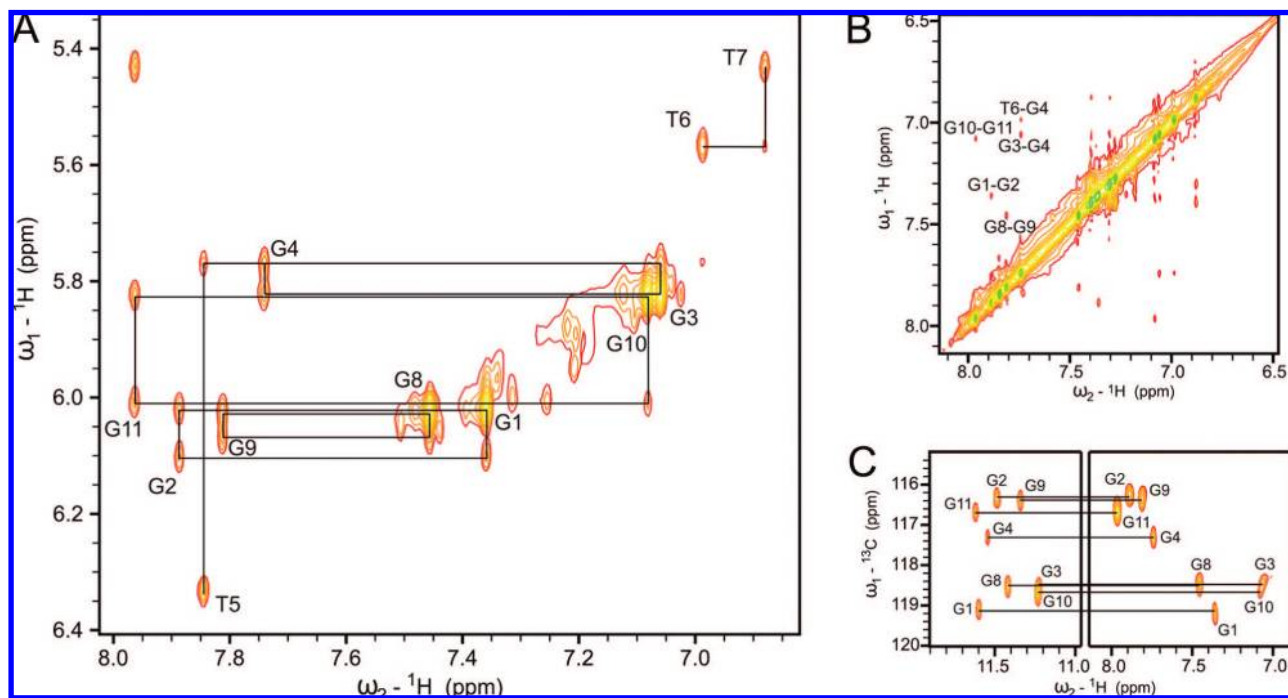 A
5.4
5.6
5.8
6.0
6.2
6.4
ω₁ - ¹H (ppm)
T7
T6
G4
G3
G10
G8
G1
G11
G9
G2
T5
8.0 7.8 7.6 7.4 7.2 7.0
ω₂ - ¹H (ppm)
B
6.5
7.0
7.5
8.0
ω₁ - ¹H (ppm)
T6-G4
G10-G11
G3-G4
G1-G2
G8-G9
8.0 7.5 7.0 6.5
ω₂ - ¹H (ppm)
C
116
117
118
119
120
ω₁ - ¹³C (ppm)
G2 G9 G2 G9
G11 G11
G4 G4
G8 G3 G8 G3
G10 G10
G1 G1
11.5 11.0 8.0 7.5 7.0
ω₂ - ¹H (ppm)